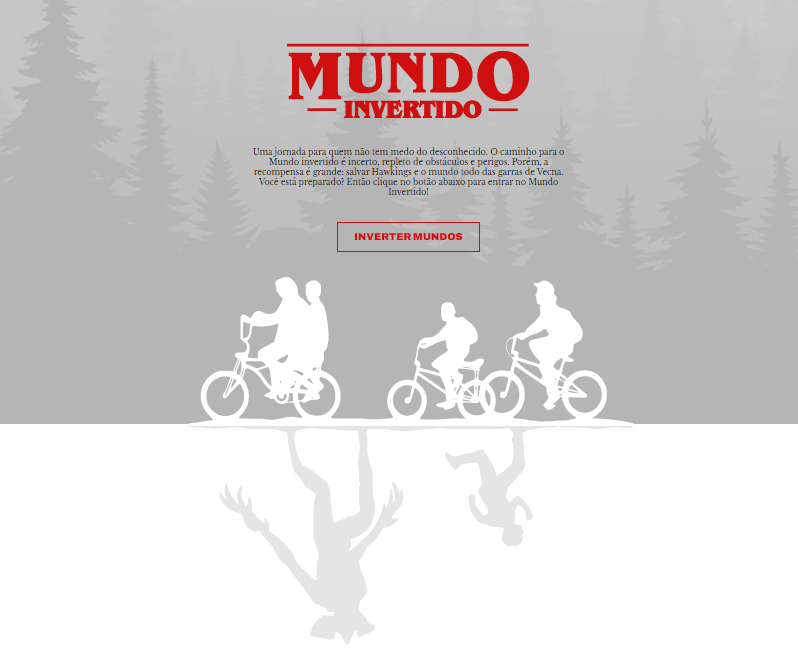 MUNDO
INVERTIDO
Uma jornada para quem não tem medo do desconhecido. O caminho para o
Mundo invertido é incerto, repleto de obstáculos e perigos. Porém, a
recompensa é grande: salvar Hawkings e o mundo todo das garras de Vecna.
Você está preparado? Então clique no botão abaixo para entrar no Mundo
Invertido!
INVERTER MUNDOS